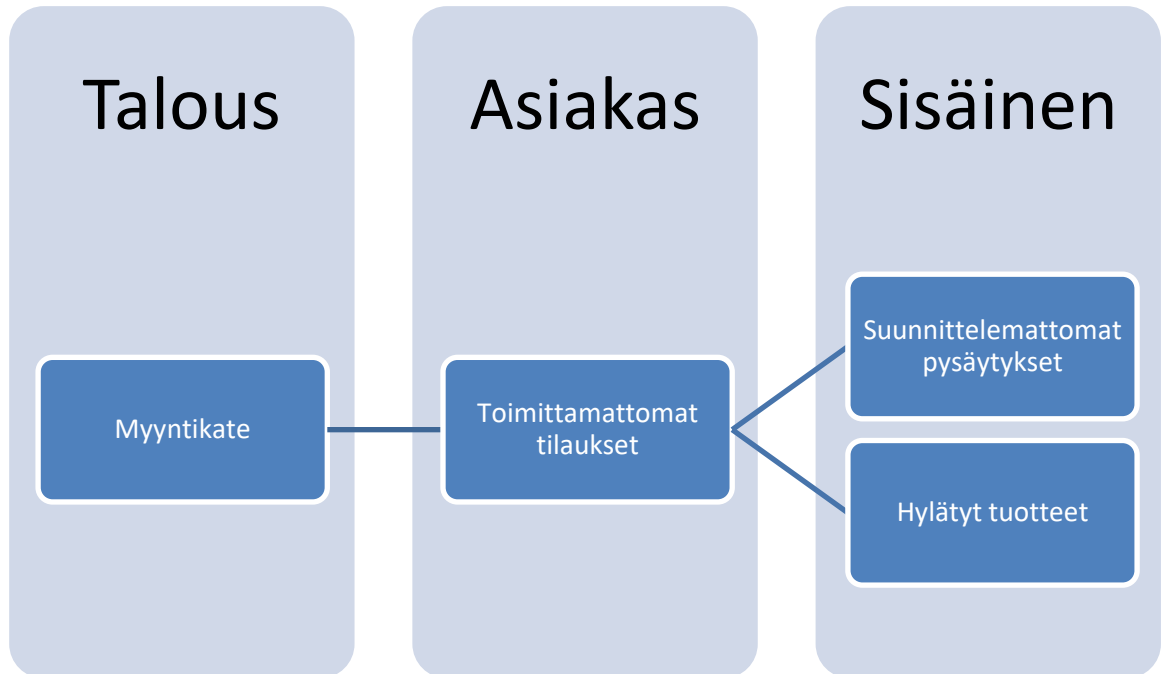 Talous
Asiakas
Sisäinen
Myyntikate
Toimittamattomat
tilaukset
Suunnittelemattomat
pysäytykset
Hylätyt tuotteet